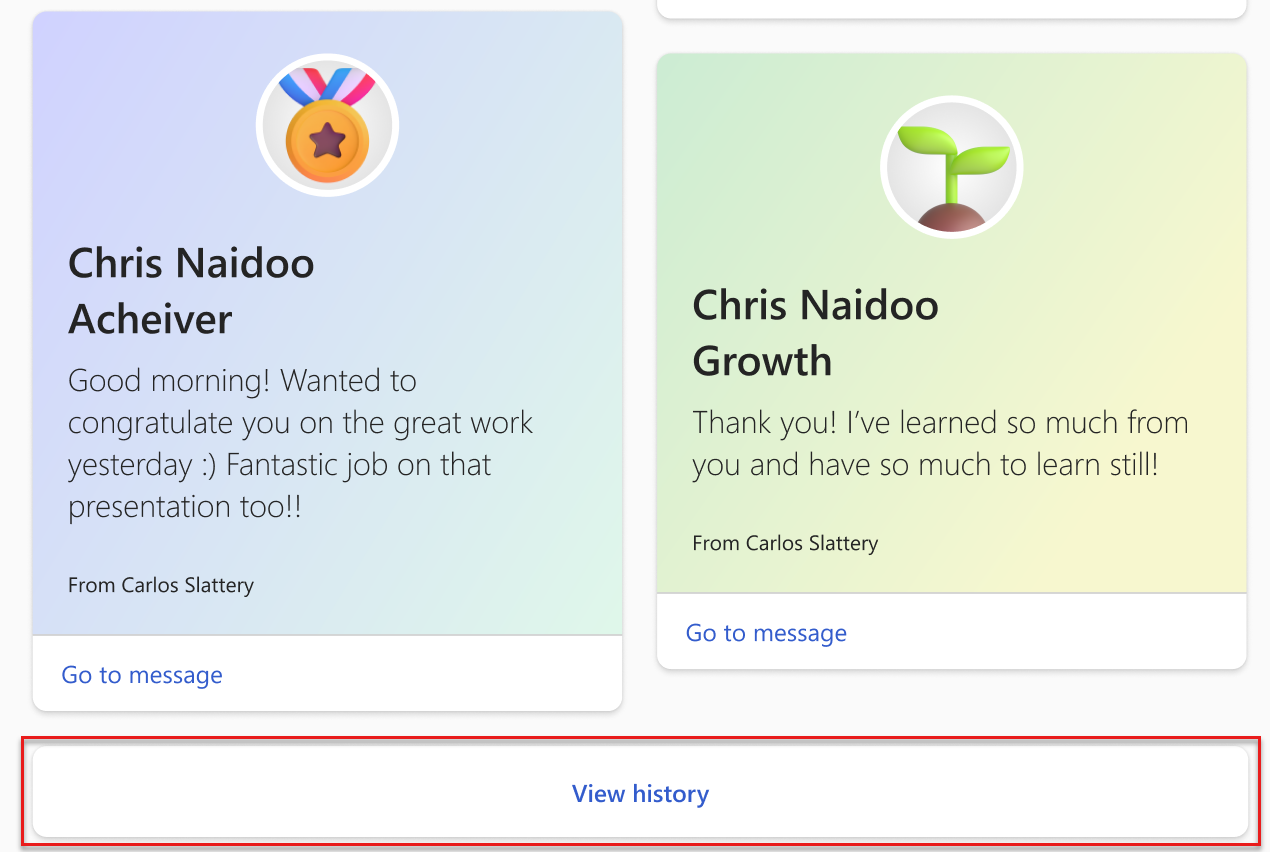 Chris Naidoo
Acheiver
Good morning! Wanted to
congratulate you on the great work
yesterday :) Fantastic job on that
presentation too!!
From Carlos Slattery
Go to message
Chris Naidoo
Growth
Thank you! I’ve learned so much from
you and have so much to learn still!
From Carlos Slattery
Go to message
View history